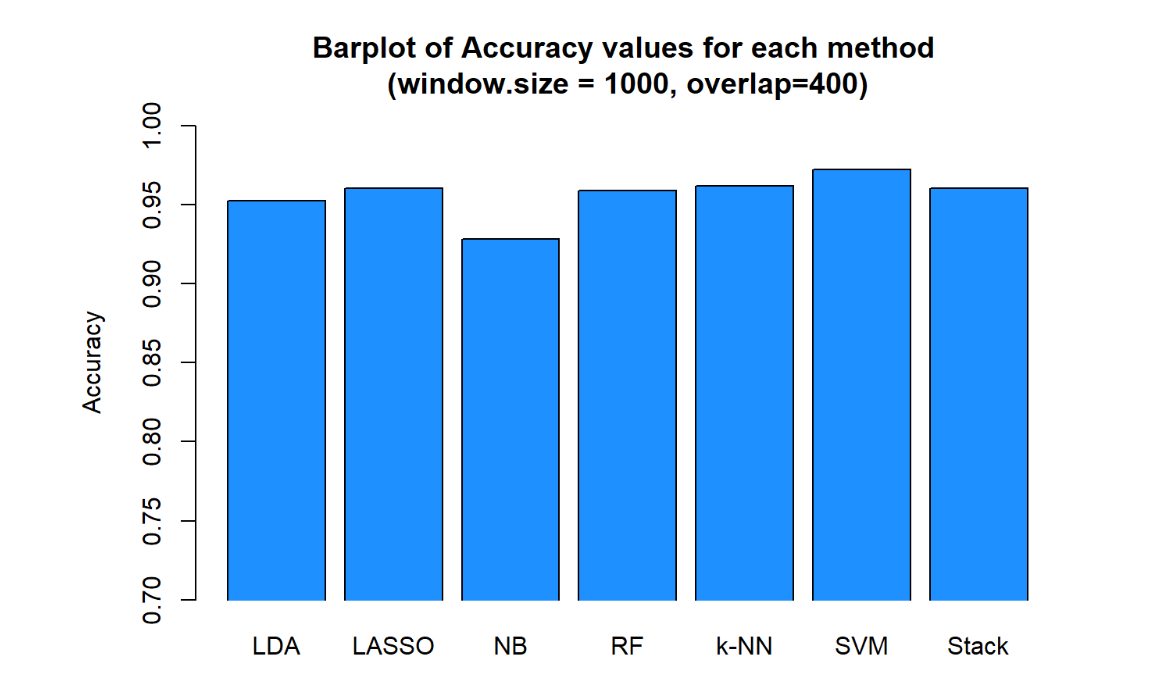 Barplot of Accuracy values for each method
(window.size = 1000, overlap=400)
Accuracy
1.00
0.95
0.90
0.85
0.80
0.75
0.70
LDA LASSO NB RF k-NN SVM Stack